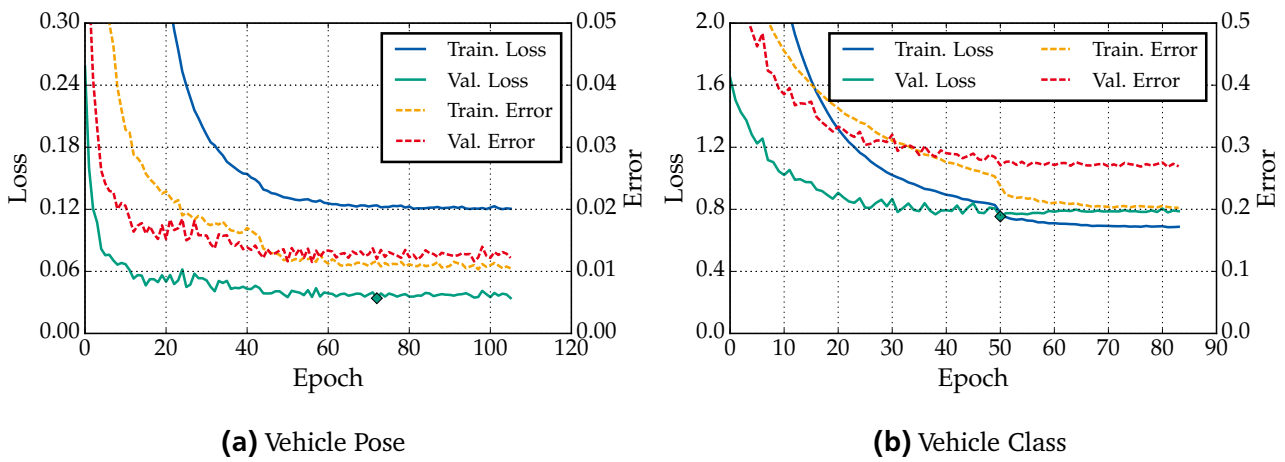 0.30
0.24
0.18
0.12
0.06
0.00
Loss
0 20 40 60 80 100 120
Epoch
0.05
0.04
0.03
0.02
0.01
0.00
Error
Train. Loss
Val. Loss
Train. Error
Val. Error
(a) Vehicle Pose
2.0
1.6
1.2
0.8
0.4
0.0
Loss
0 10 20 30 40 50 60 70 80 90
Epoch
0.5
0.4
0.3
0.2
0.1
0.0
Error
Train. Loss Train. Error
Val. Loss Val. Error
(b) Vehicle Class